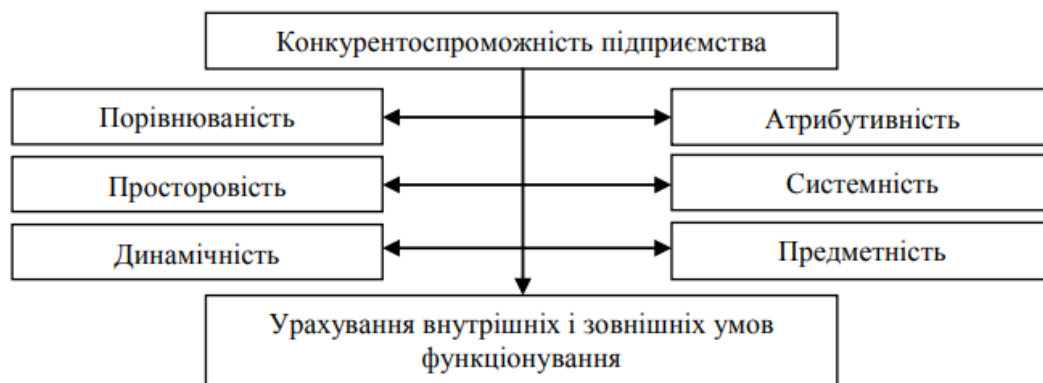 Конкурентоспроможність підприємства
Порівнюваність
Атрибутивність
Просторовість
Системність
Динамічність
Предметність
Урахування внутрішніх і зовнішніх умов
функціонування